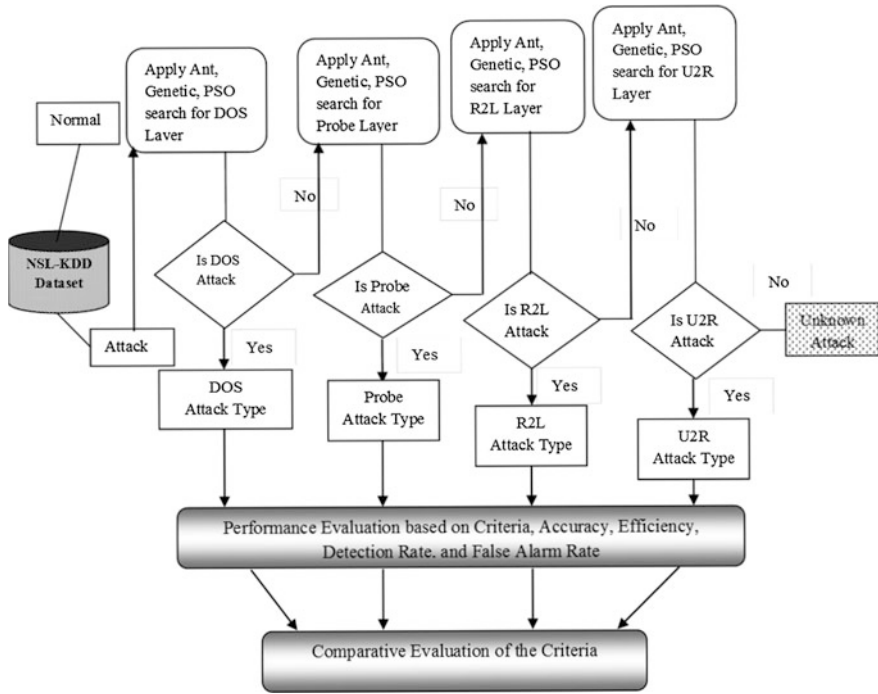 Apply Ant,
Genetic, PSO
search for DOS
Laver
Apply Ant,
Genetic, PSO
search for
Probe Layer
Apply Ant,
Genetic, PSO
search for
R2L Layer
Apply Ant,
Genetic, PSO
search for U2R
Layer
Normal
NSL-KDD
Dataset
Attack
Is DOS
Attack
No
Is Probe
Attack
No
Is R2L
Attack
No
Is U2R
Attack
No
Unknown
Attack
Yes
Yes
Yes
Yes
DOS
Attack Type
Probe
Attack Type
R2L
Attack Type
U2R
Attack Type
Performance Evaluation based on Criteria, Accuracy, Efficiency,
Detection Rate. and False Alarm Rate
Comparative Evaluation of the Criteria